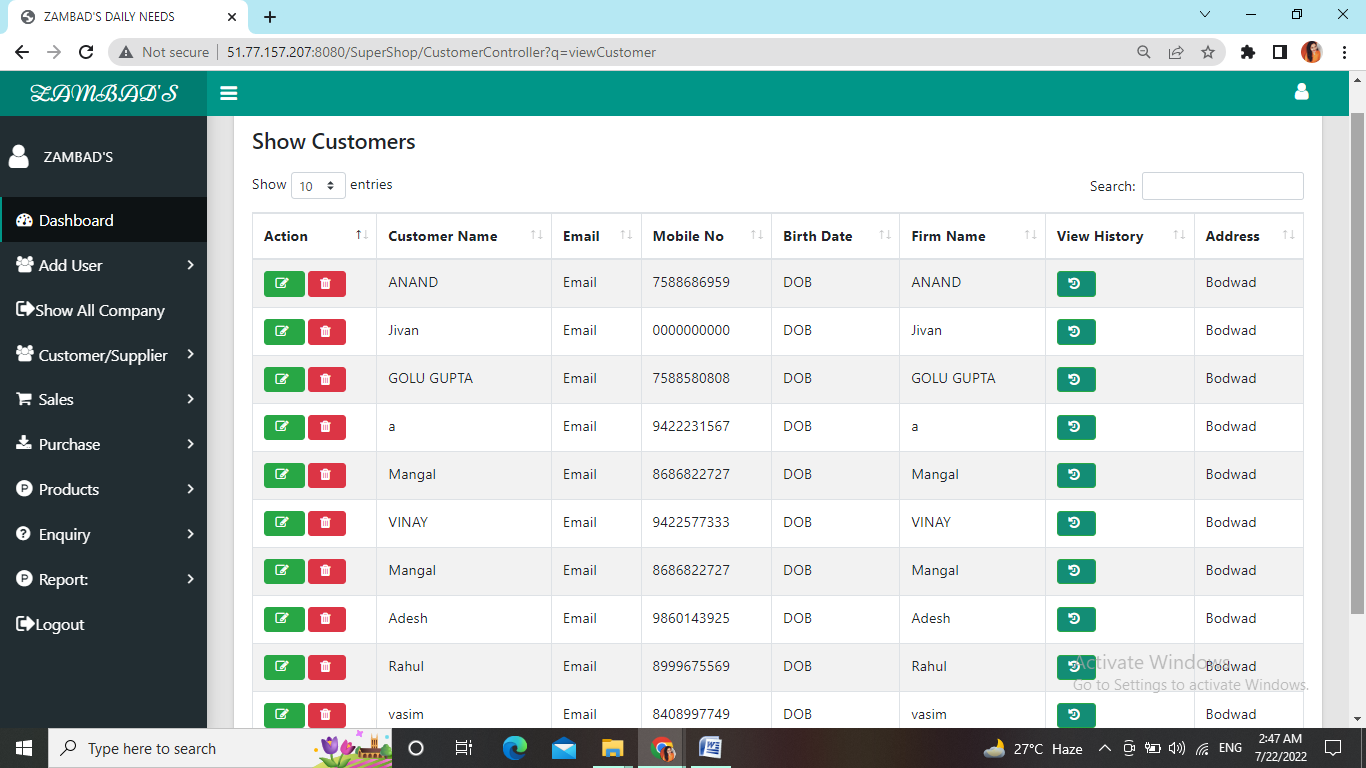 ZAMBAD'S DAILY NEEDS
Not secure | 51.77.157.207:8080/SuperShop/CustomerController?q=viewCustomer
ZAMBAD'S
ZAMBAD'S
Dashboard
Add User
Show All Company
Customer/Supplier
Sales
Purchase
Products
Enquiry
Report:
Logout
Show Customers
Show 10 entries Search:
Action Customer Name Email Mobile No Birth Date Firm Name View History Address
ANAND Email 7588686959 DOB ANAND Bodwad
Jivan Email 0000000000 DOB Jivan Bodwad
GOLU GUPTA Email 7588580808 DOB GOLU GUPTA Bodwad
a Email 9422231567 DOB a Bodwad
Mangal Email 8686822727 DOB Mangal Bodwad
VINAY Email 9422577333 DOB VINAY Bodwad
Mangal Email 8686822727 DOB Mangal Bodwad
Adesh Email 9860143925 DOB Adesh Bodwad
Rahul Email 8999675569 DOB Rahul Bodwad
vasim Email 8408997749 DOB vasim Bodwad
Activate Windows
Go to Settings to activate Windows.
Type here to search
27°C Haze
ENG
2:47 AM
7/22/2022